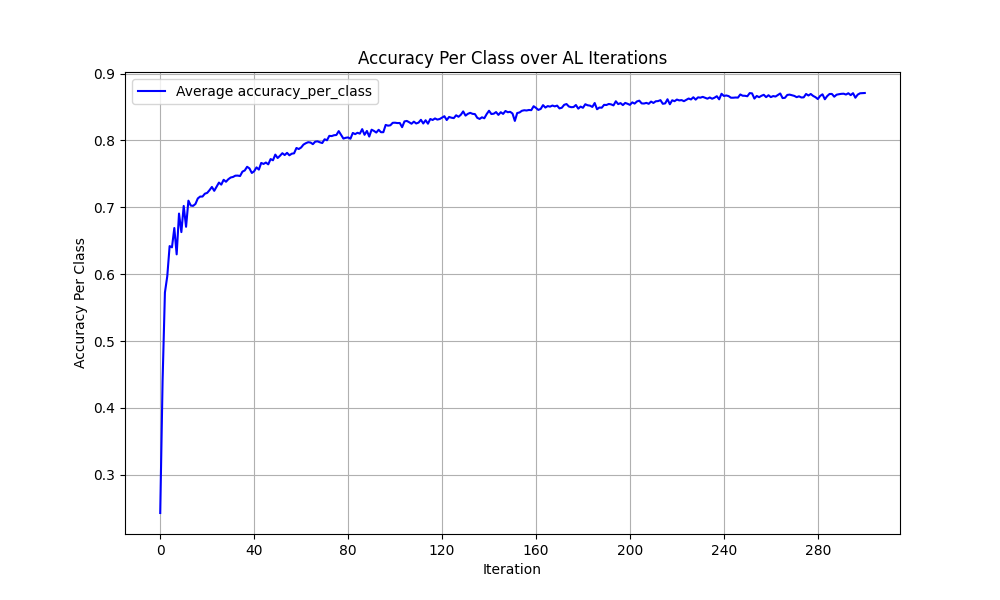 Accuracy Per Class over AL Iterations
Average accuracy_per_class
Accuracy Per Class
0.9
0.8
0.7
0.6
0.5
0.4
0.3
0 40 80 120 160 200 240 280
Iteration